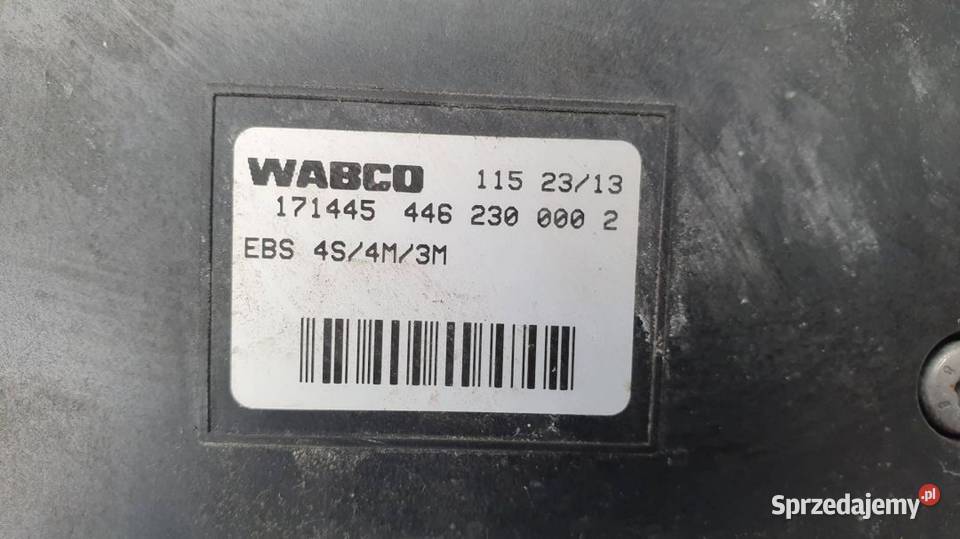 WABCO 115 23/13
171445 446 230 000 2
EBS 4S/4M/3M
Sprzedajemy.pl